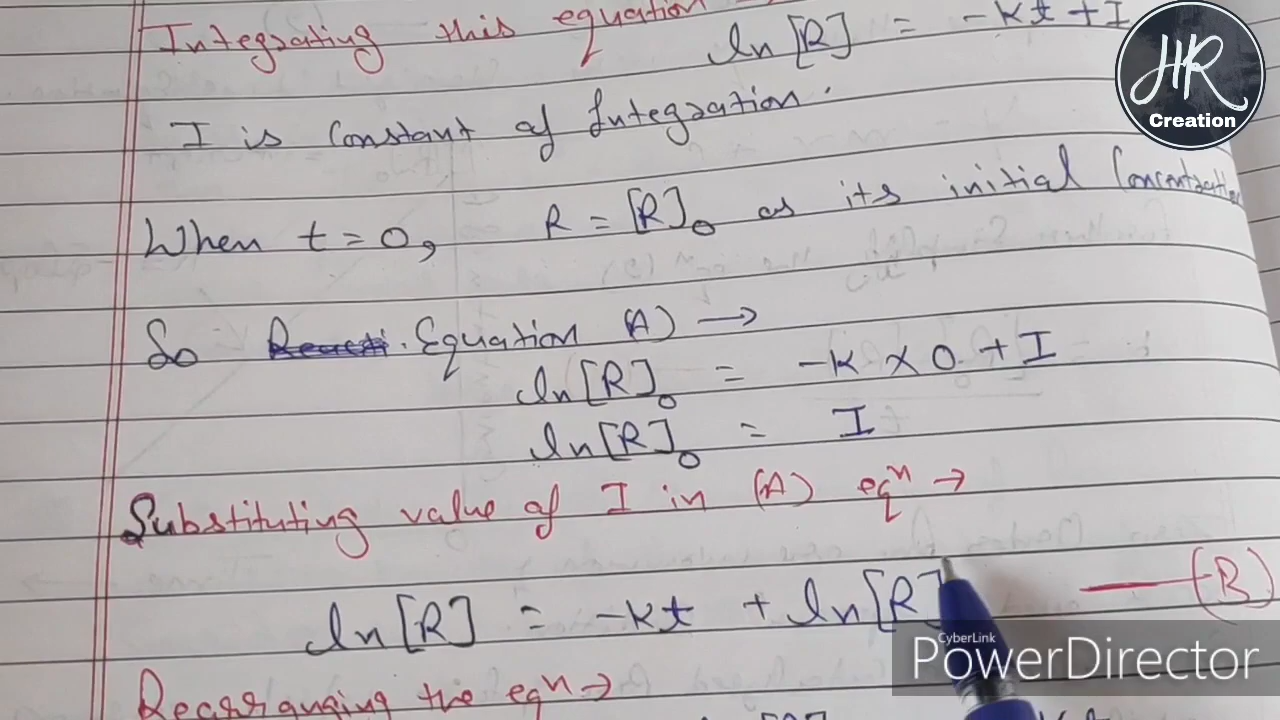 Integrating this equation -
ln [R] = -kt + I
HR
Creation
I is Constant of Integration.
When t = 0, R = [R]₀ as its initial
So Equation (A) →
ln[R]₀ = -k × 0 + I
ln[R]₀ = I
Substituting value of I in (A) eqⁿ →
ln[R] = -kt + ln[R] —(B)
CyberLink
PowerDirector
Rearranging the eqⁿ →